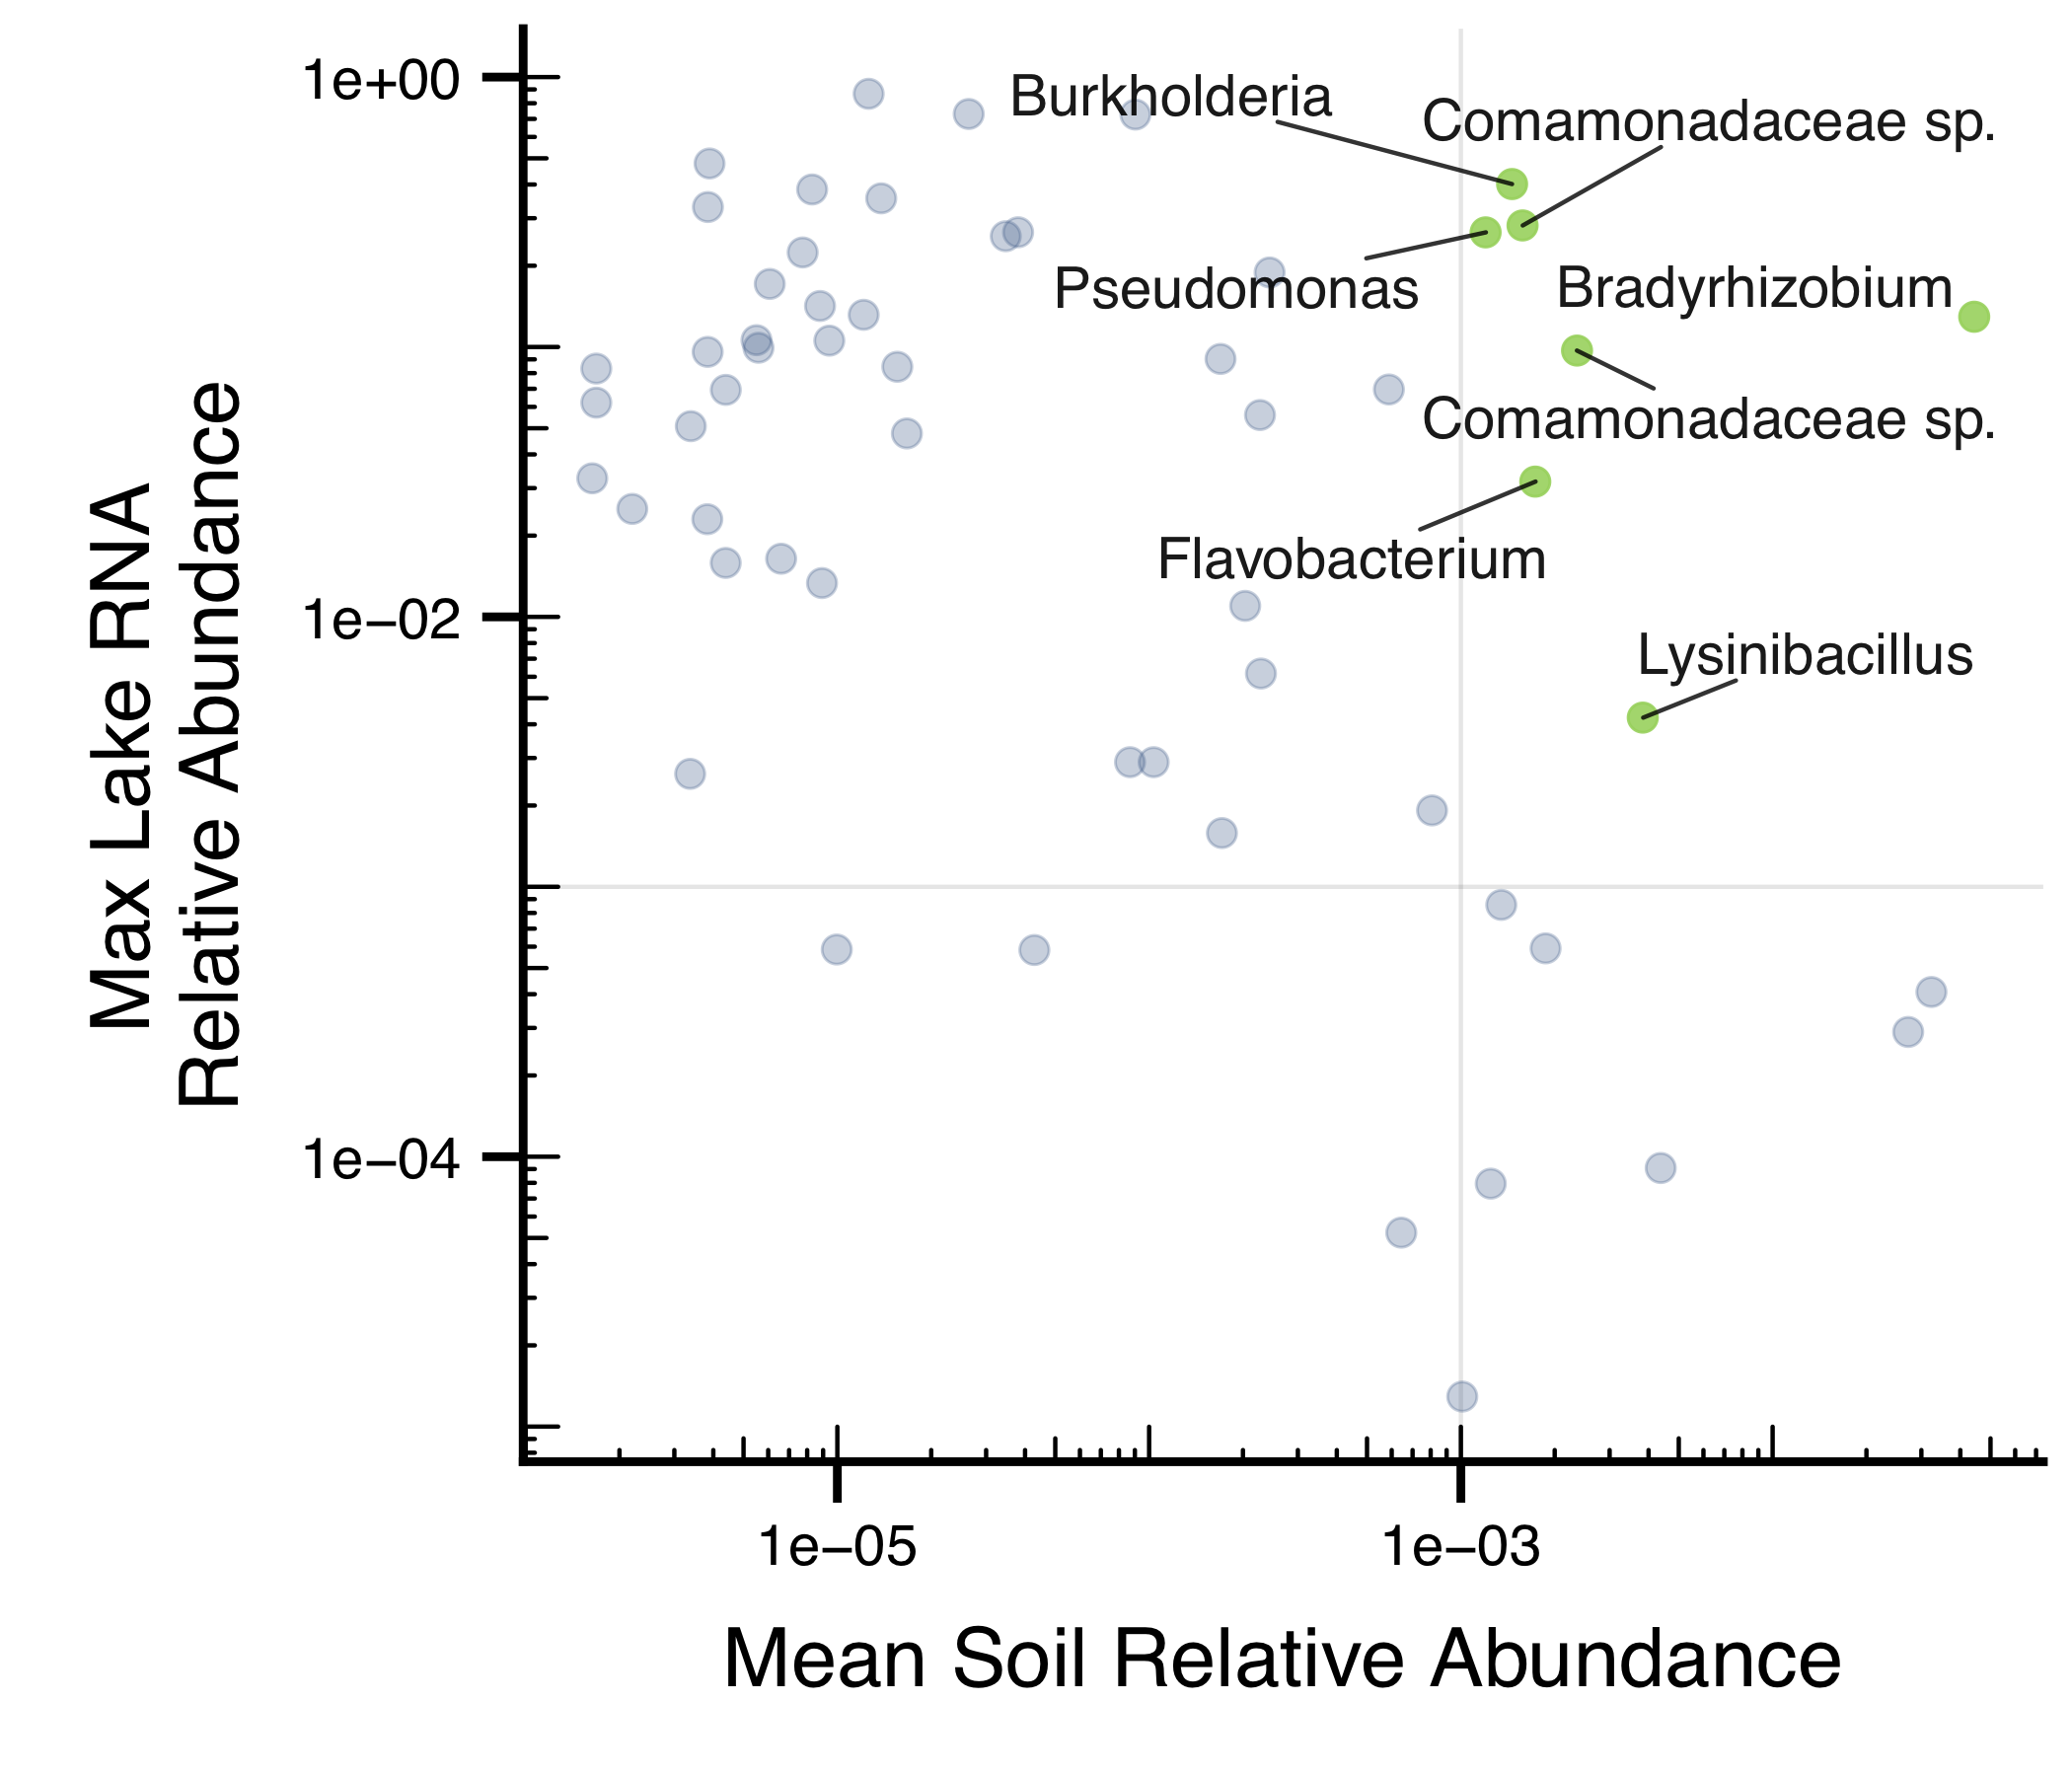 Max Lake RNA
Relative Abundance
1e+00
1e−02
1e−04
Burkholderia
Comamonadaceae sp.
Pseudomonas
Bradyrhizobium
Comamonadaceae sp.
Flavobacterium
Lysinibacillus
1e−05
1e−03
Mean Soil Relative Abundance